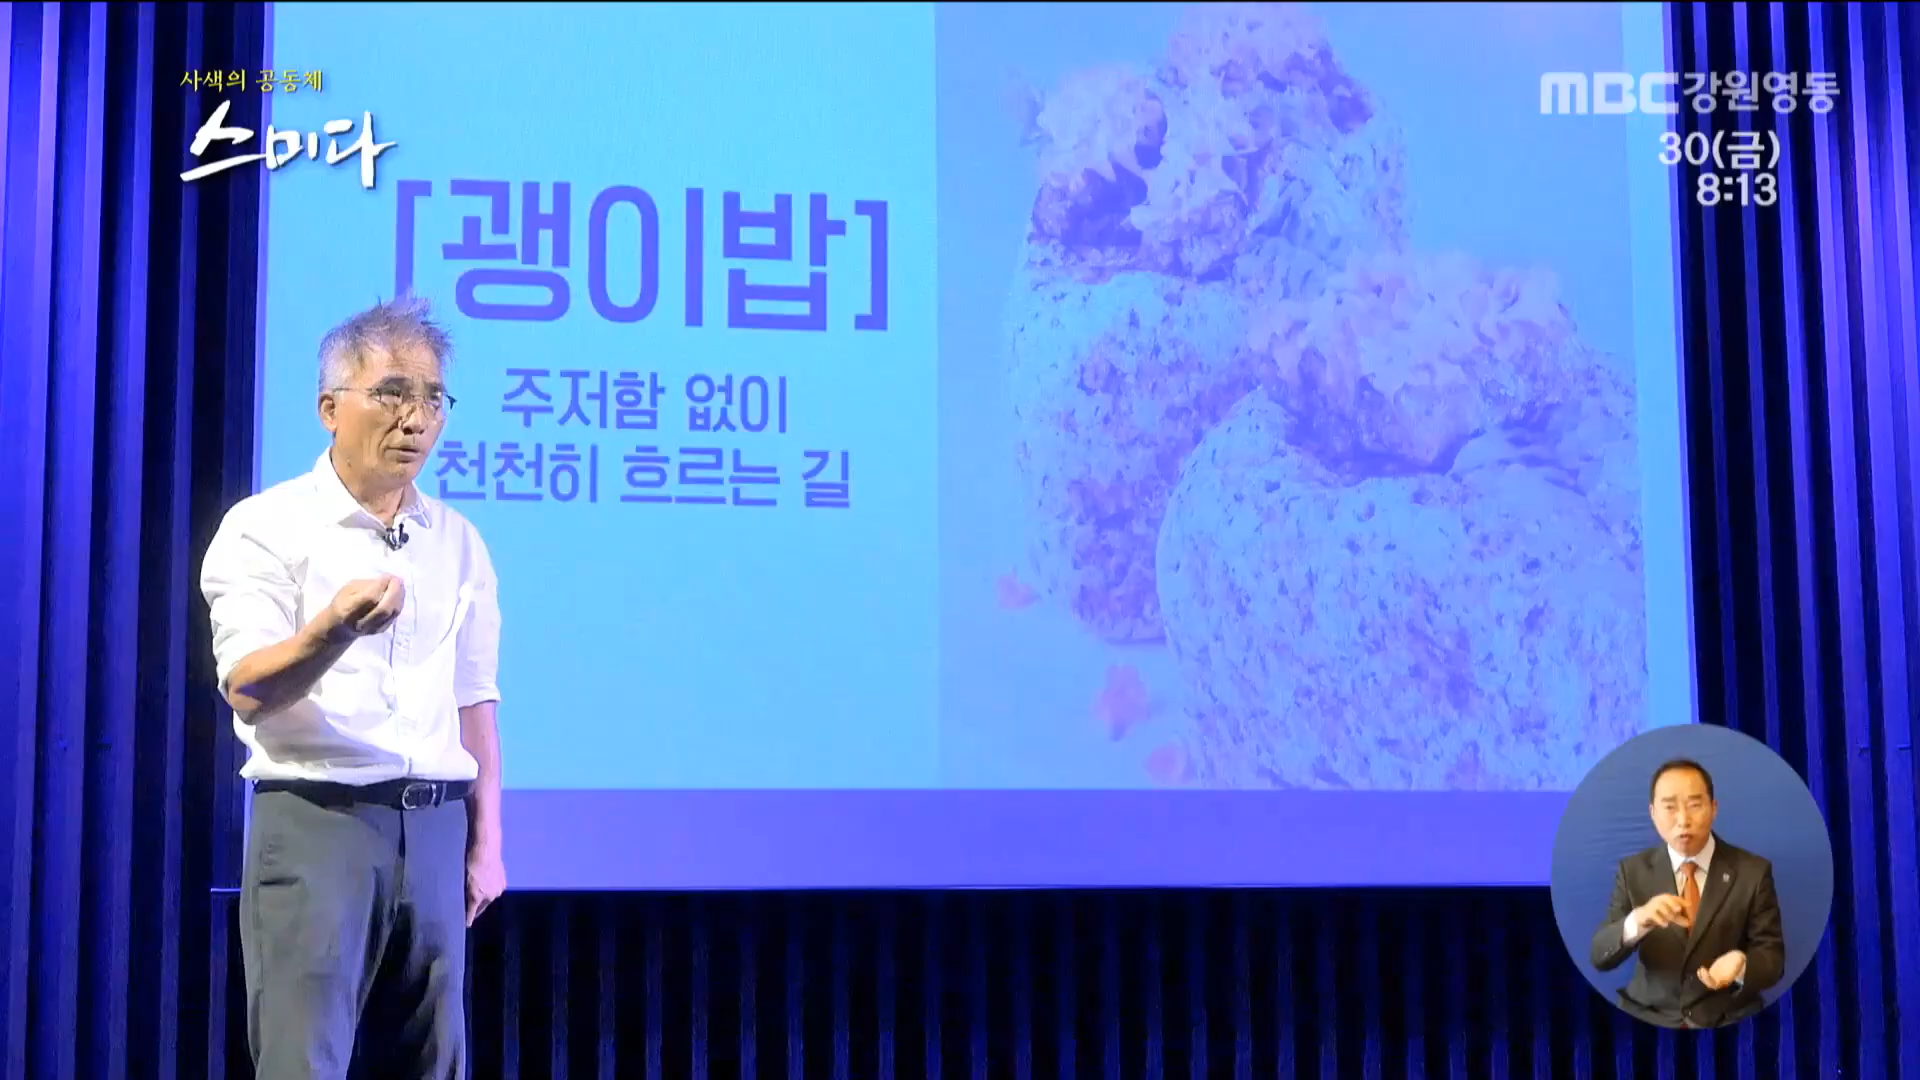 사색의 공동체
스미다
MBC강원영동
30(금)
8:13
[괭이밥]
주저함 없이
천천히 흐르는 길